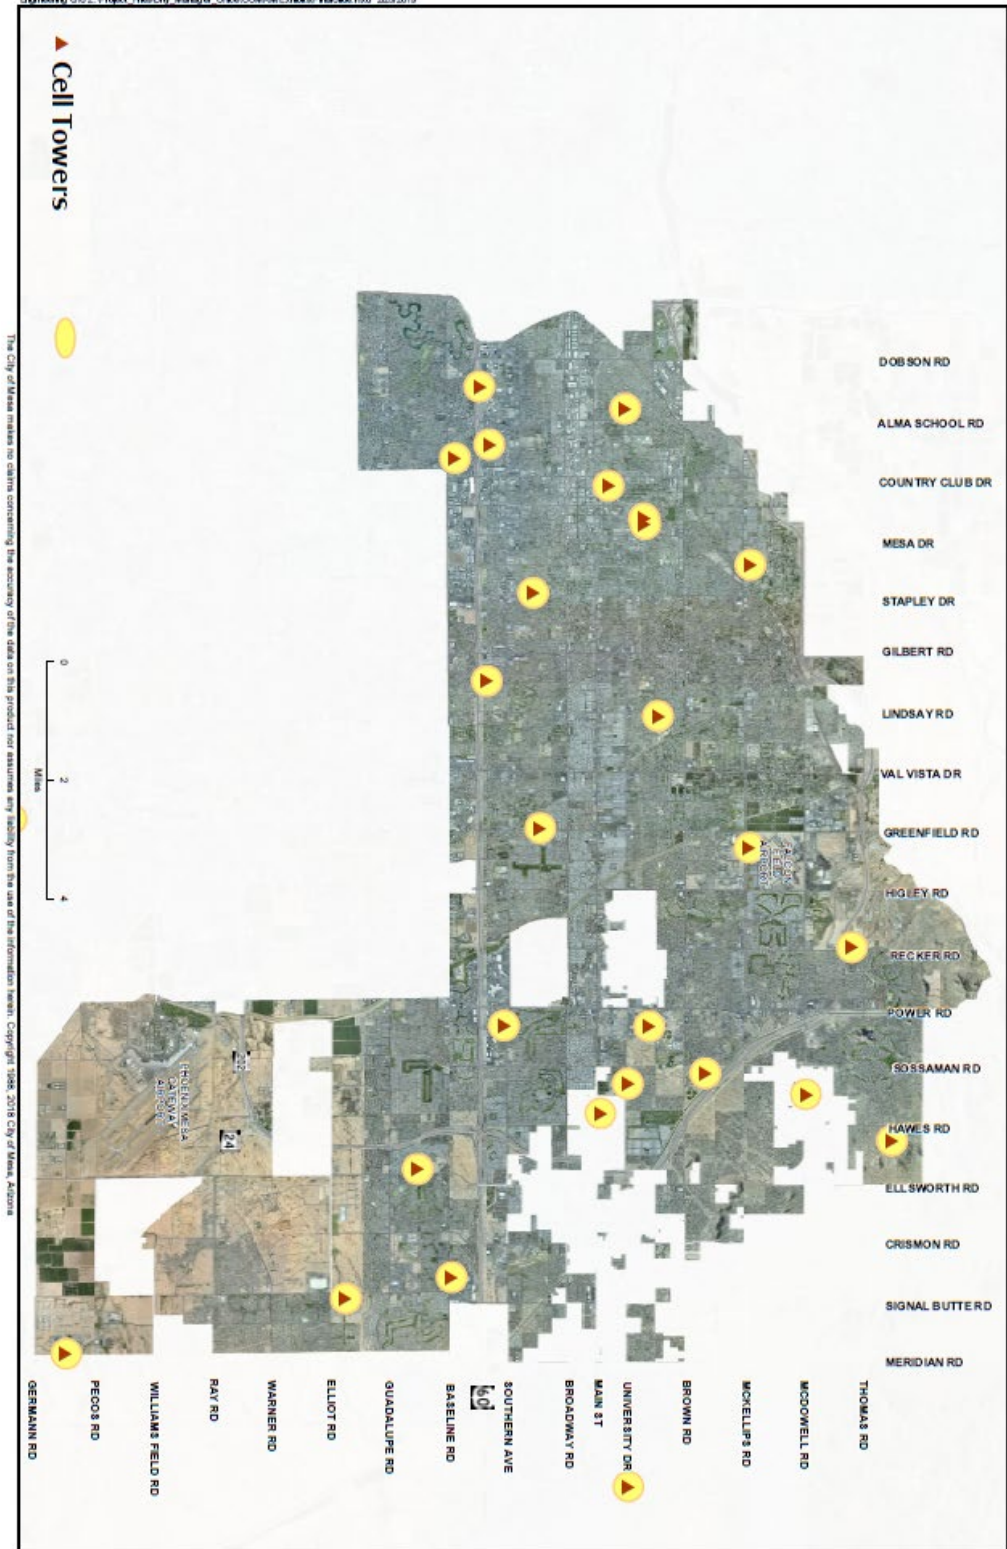 Cell Towers
DOBSON RD
ALMA SCHOOL RD
COUNTRY CLUB DR
MESA DR
STAPLEY DR
GILBERT RD
LINDSAY RD
VAL VISTA DR
GREENFIELD RD
HIGLEY RD
RECKER RD
POWER RD
SOSSAMAN RD
HAWES RD
ELLSWORTH RD
CRISMON RD
SIGNAL BUTTE RD
MERIDIAN RD
FALCON
FIELD
AIRPORT
PHOENIX-MESA
GATEWAY
AIRPORT
202
24
60
THOMAS RD
MCDOWELL RD
MCKELLIPS RD
BROWN RD
UNIVERSITY DR
MAIN ST
BROADWAY RD
SOUTHERN AVE
BASELINE RD
GUADALUPE RD
ELLIOT RD
WARNER RD
RAY RD
WILLIAMS FIELD RD
PECOS RD
GERMANN RD
0 2 4
Miles
The City of Mesa makes no claims concerning the accuracy of the data on this product nor assumes any liability from the use of the information herein. Copyright 1988, 2018 City of Mesa, Arizona